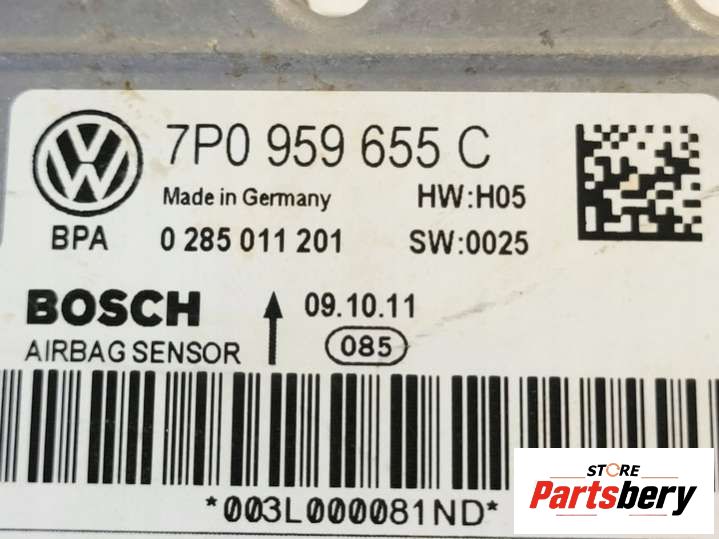 7P0 959 655 C
Made in Germany HW:H05
BPA 0 285 011 201 SW:0025
BOSCH 09.10.11
AIRBAG SENSOR 085
*003L000081ND*
STORE
Partsbery